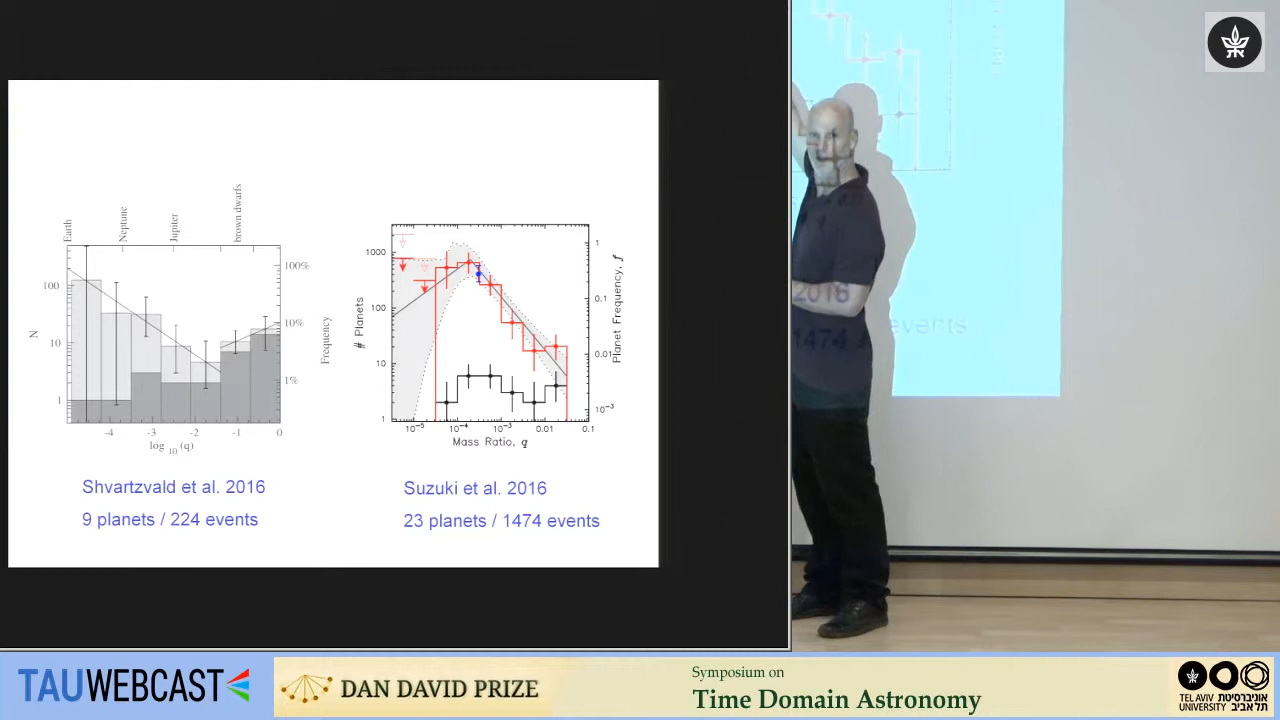 Earth
Neptune
Jupiter
brown dwarfs
100
10
1
N
100%
10%
1%
Frequency
-4
-3
-2
-1
0
log 10 (q)
1000
100
10
1
# Planets
1
0.1
0.01
10⁻³
Planet Frequency, f
10⁻⁵
10⁻⁴
10⁻³
0.01
0.1
Mass Ratio, q
Shvartzvald et al. 2016
9 planets / 224 events
Suzuki et al. 2016
23 planets / 1474 events
2016
1474
events
TAUWEBCAST
DAN DAVID PRIZE
Symposium on
Time Domain Astronomy
TEL AVIV אוניברסיטת
UNIVERSITY תל אביב